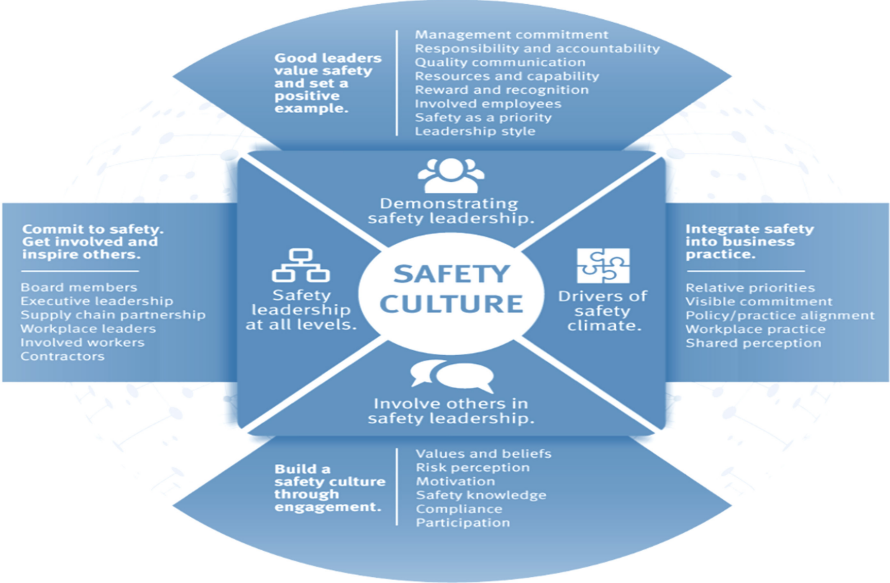 Good leaders
value safety
and set a
positive
example.
Management commitment
Responsibility and accountability
Quality communication
Resources and capability
Reward and recognition
Involved employees
Safety as a priority
Leadership style
Demonstrating
safety leadership.
Commit to safety.
Get involved and
inspire others.
Board members
Executive leadership
Supply chain partnership
Workplace leaders
Involved workers
Contractors
Safety
leadership
at all levels.
SAFETY
CULTURE
Drivers of
safety
climate.
Integrate safety
into business
practice.
Relative priorities
Visible commitment
Policy/practice alignment
Workplace practice
Shared perception
Involve others in
safety leadership.
Build a
safety culture
through
engagement.
Values and beliefs
Risk perception
Motivation
Safety knowledge
Compliance
Participation